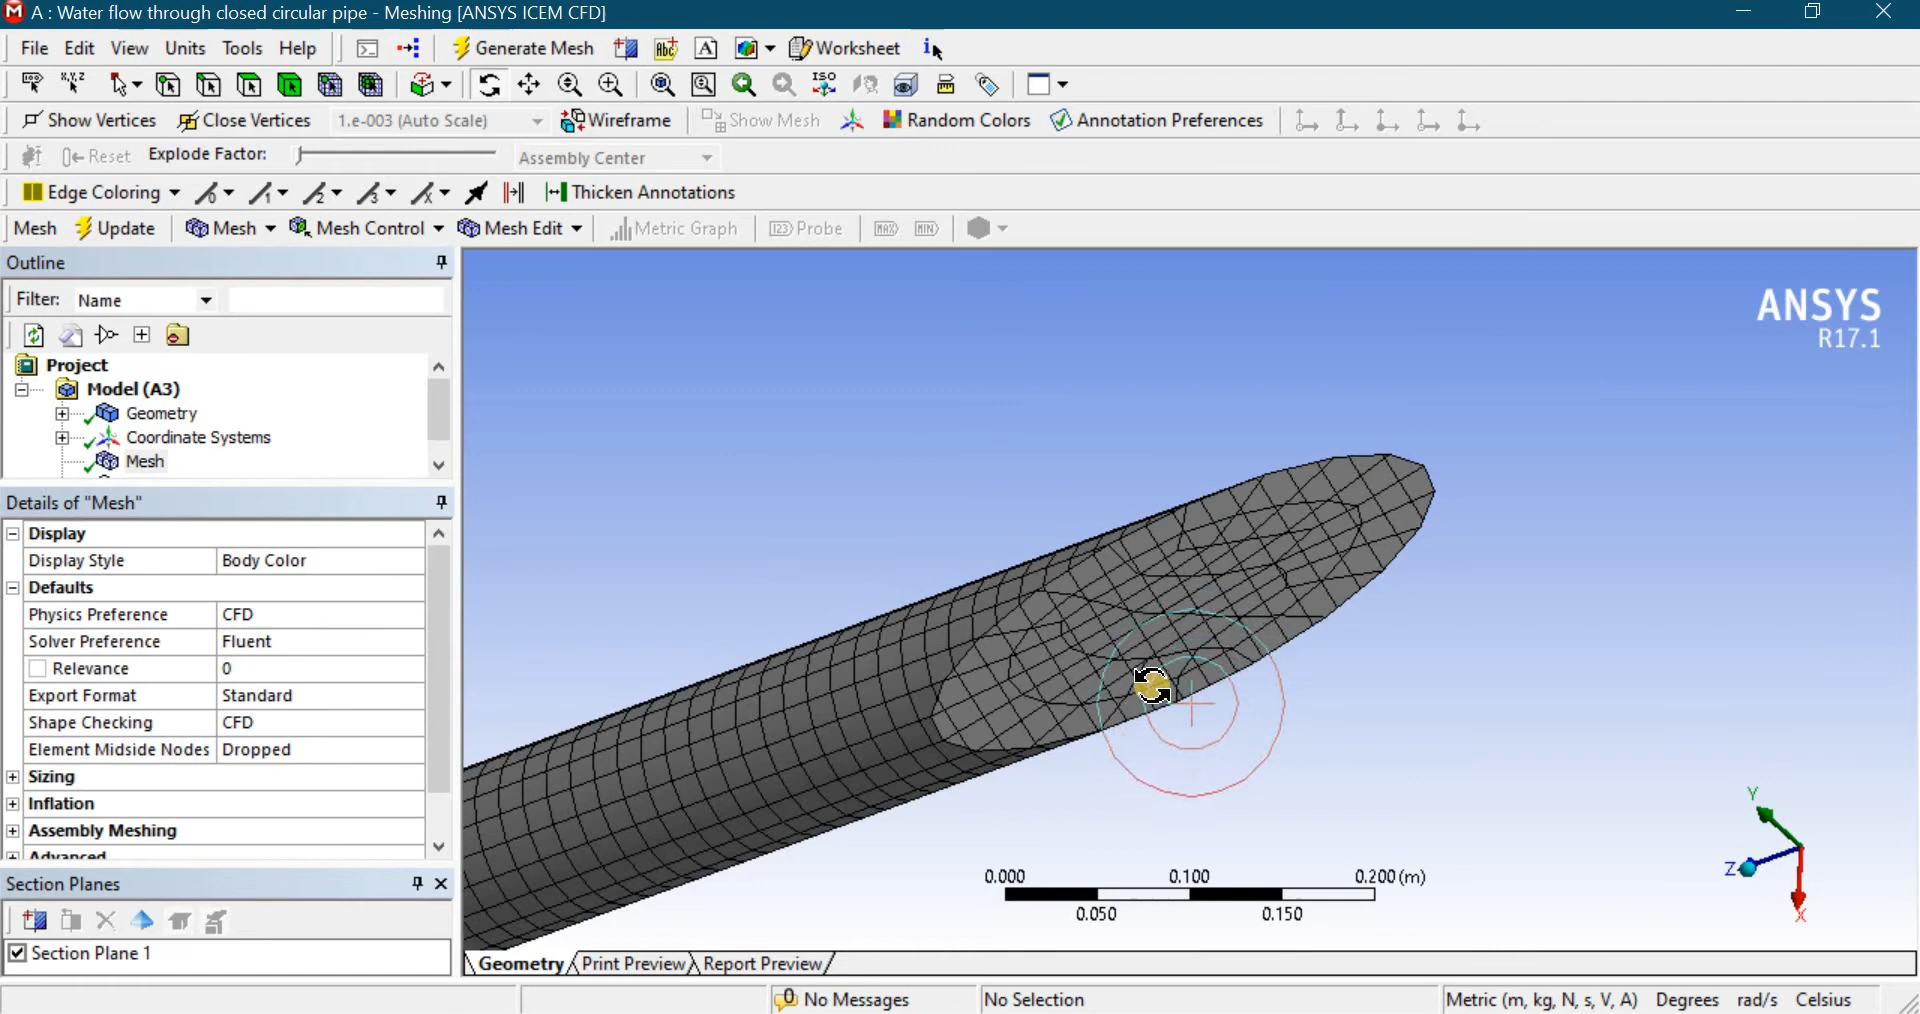 A : Water flow through closed circular pipe - Meshing [ANSYS ICEM CFD]
File Edit View Units Tools Help Generate Mesh Abc A Worksheet i
ISO
Show Vertices Close Vertices 1.e-003 (Auto Scale) Wireframe Show Mesh Random Colors Annotation Preferences
Reset Explode Factor: Assembly Center
Edge Coloring Thicken Annotations
Mesh Update Mesh Mesh Control Mesh Edit Metric Graph Probe MAX MIN
Outline
Filter: Name
Project
Model (A3)
Geometry
Coordinate Systems
Mesh
Details of "Mesh"
Display
Display Style Body Color
Defaults
Physics Preference CFD
Solver Preference Fluent
Relevance 0
Export Format Standard
Shape Checking CFD
Element Midside Nodes Dropped
Sizing
Inflation
Assembly Meshing
Advanced
Section Planes
Section Plane 1
ANSYS
R17.1
Y
Z
X
0.000 0.100 0.200 (m)
0.050 0.150
Geometry Print Preview Report Preview
0 No Messages No Selection Metric (m, kg, N, s, V, A) Degrees rad/s Celsius